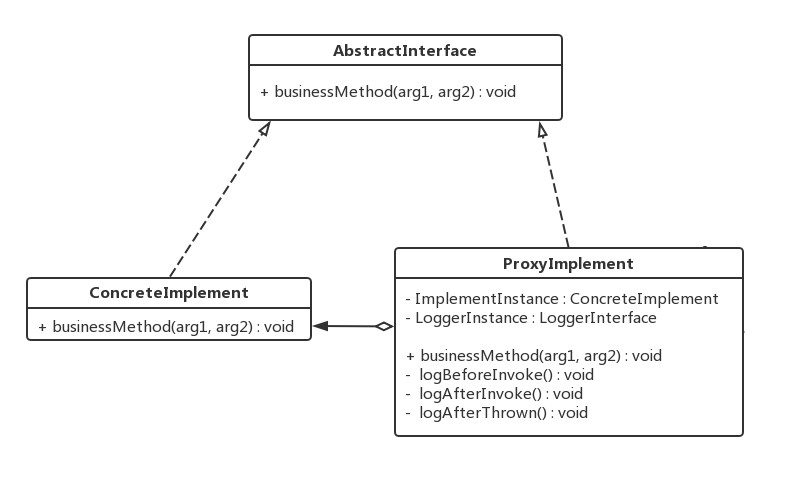 AbstractInterface
+ businessMethod(arg1, arg2) : void
ConcreteImplement
+ businessMethod(arg1, arg2) : void
ProxyImplement
- ImplementInstance : ConcreteImplement
- LoggerInstance : LoggerInterface
+ businessMethod(arg1, arg2) : void
- logBeforeInvoke() : void
- logAfterInvoke() : void
- logAfterThrown() : void